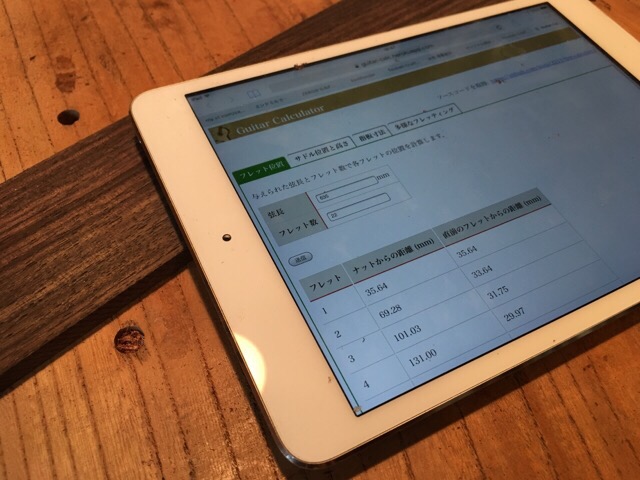 Guitar Calculator
フレット位置 サドル位置と高さ 指板寸法 多様なフレッティング
与えられた弦長とフレット数で各フレットの位置を計算します。
弦長 mm
フレット数
フレット ナットからの距離 (mm) 直前のフレットからの距離 (mm)
1 35.64 35.64
2 69.28 33.64
3 101.03 31.75
4 131.00 29.97